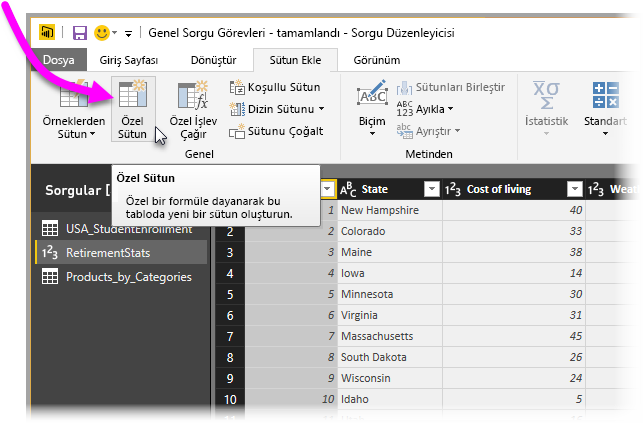 Genel Sorgu Görevleri - tamamlandı - Sorgu Düzenleyicisi
Dosya Giriş Sayfası Dönüştür Sütun Ekle Görünüm
Örneklerden Sütun
Özel Sütun
Özel İşlev Çağır
Koşullu Sütun
Dizin Sütunu
Sütunu Çoğalt
Genel
Biçim
Sütunları Birleştir
Ayıkla
Ayrıştır
Metinden
İstatistik
Standart
Özel Sütun
Özel bir formüle dayanarak bu
tabloda yeni bir sütun oluşturun.
Sorgular [
USA_StudentEnrollment
RetirementStats
Products_by_Categories
State Cost of living
1 New Hampshire 40
2 2 Colorado 33
3 3 Maine 38
4 4 Iowa 14
5 5 Minnesota 30
6 6 Virginia 31
7 7 Massachusetts 45
8 8 South Dakota 26
9 9 Wisconsin 24
10 10 Idaho 5